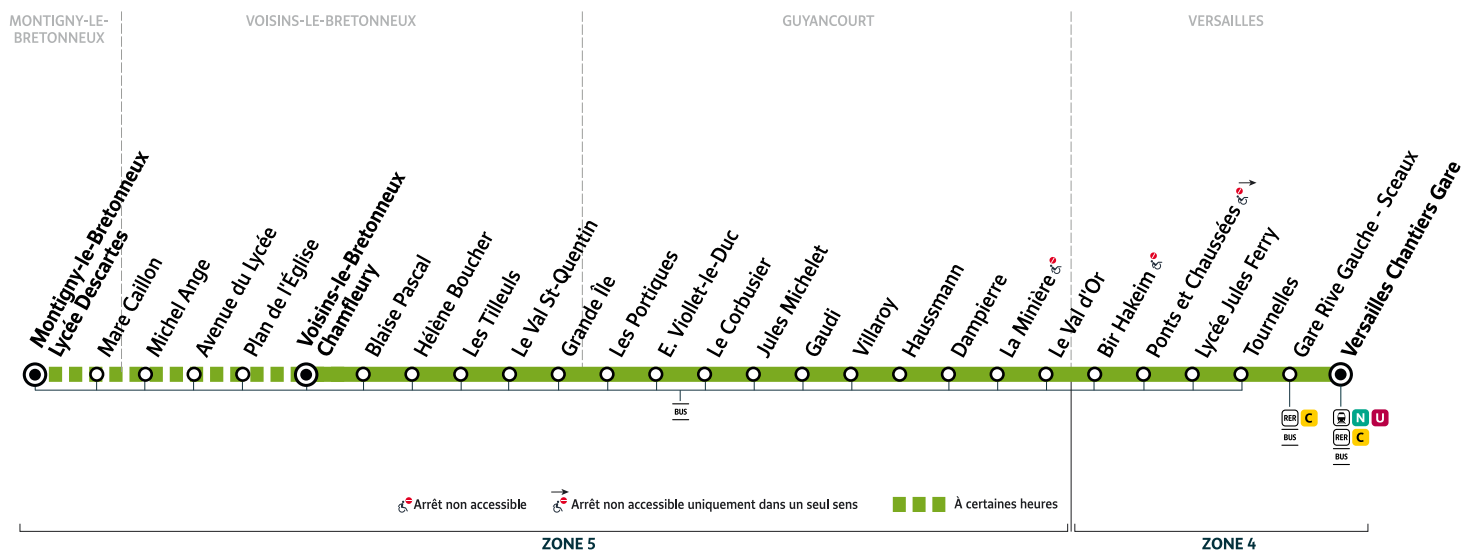 MONTIGNY-LE-
BRETONNEUX
VOISINS-LE-BRETONNEUX
GUYANCOURT
VERSAILLES
Montigny-le-Bretonneux
Lycée Descartes
Mare Caillon
Michel Ange
Avenue du Lycée
Plan de l'Église
Voisins-le-Bretonneux
Chamfleury
Blaise Pascal
Hélène Boucher
Les Tilleuls
Le Val St-Quentin
Grande Île
Les Portiques
E. Viollet-le-Duc
Le Corbusier
Jules Michelet
Gaudi
Villaroy
Haussmann
Dampierre
La Minière
Le Val d'Or
Bir Hakeim
Ponts et Chaussées
Lycée Jules Ferry
Tournelles
Gare Rive Gauche - Sceaux
Versailles Chantiers Gare
BUS
RER C
BUS
N U
RER C
BUS
Arrêt non accessible
Arrêt non accessible uniquement dans un seul sens
À certaines heures
ZONE 5
ZONE 4